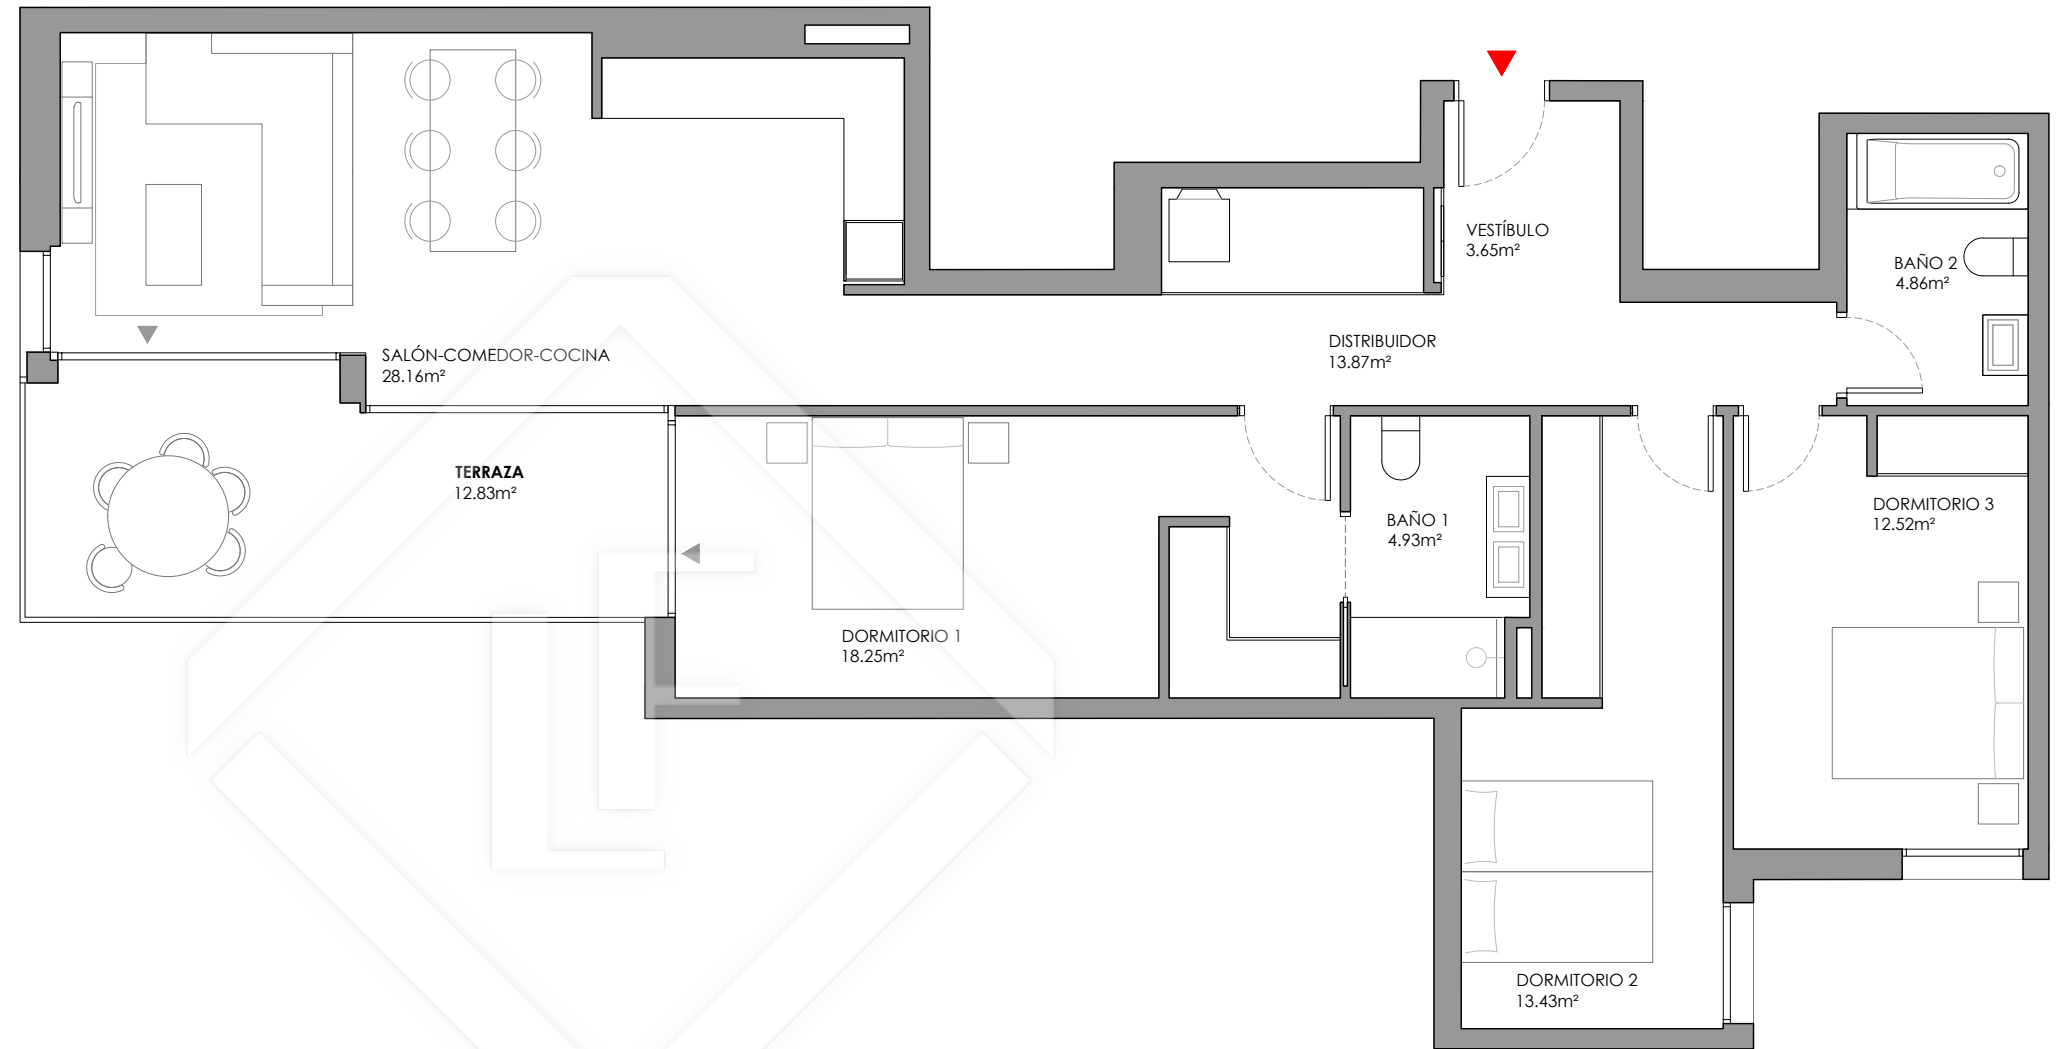 VESTÍBULO
3.65m²
BAÑO 2
4.86m²
SALÓN-COMEDOR-COCINA
28.16m²
DISTRIBUIDOR
13.87m²
TERRAZA
12.83m²
DORMITORIO 3
12.52m²
BAÑO 1
4.93m²
DORMITORIO 1
18.25m²
DORMITORIO 2
13.43m²